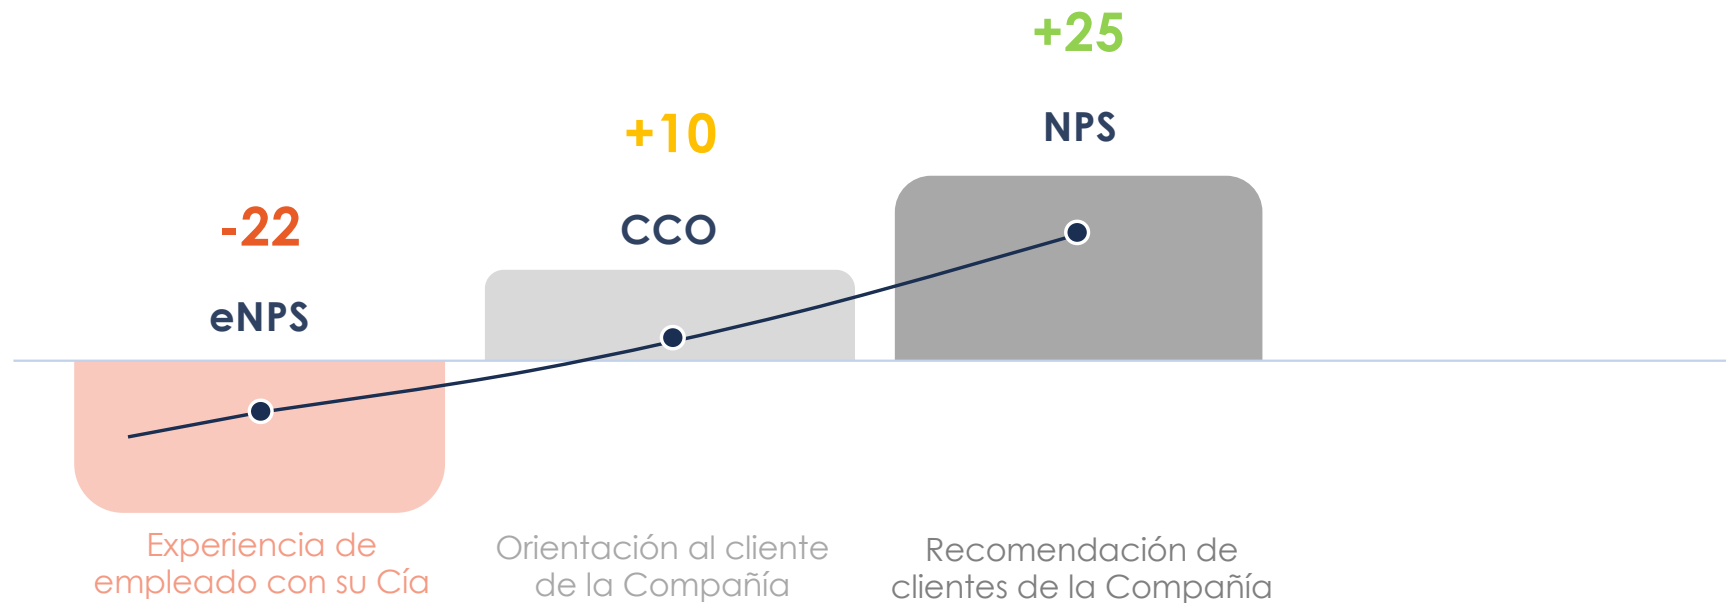 -22
eNPS
Experiencia de
empleado con su Cía
+10
CCO
Orientación al cliente
de la Compañía
+25
NPS
Recomendación de
clientes de la Compañía